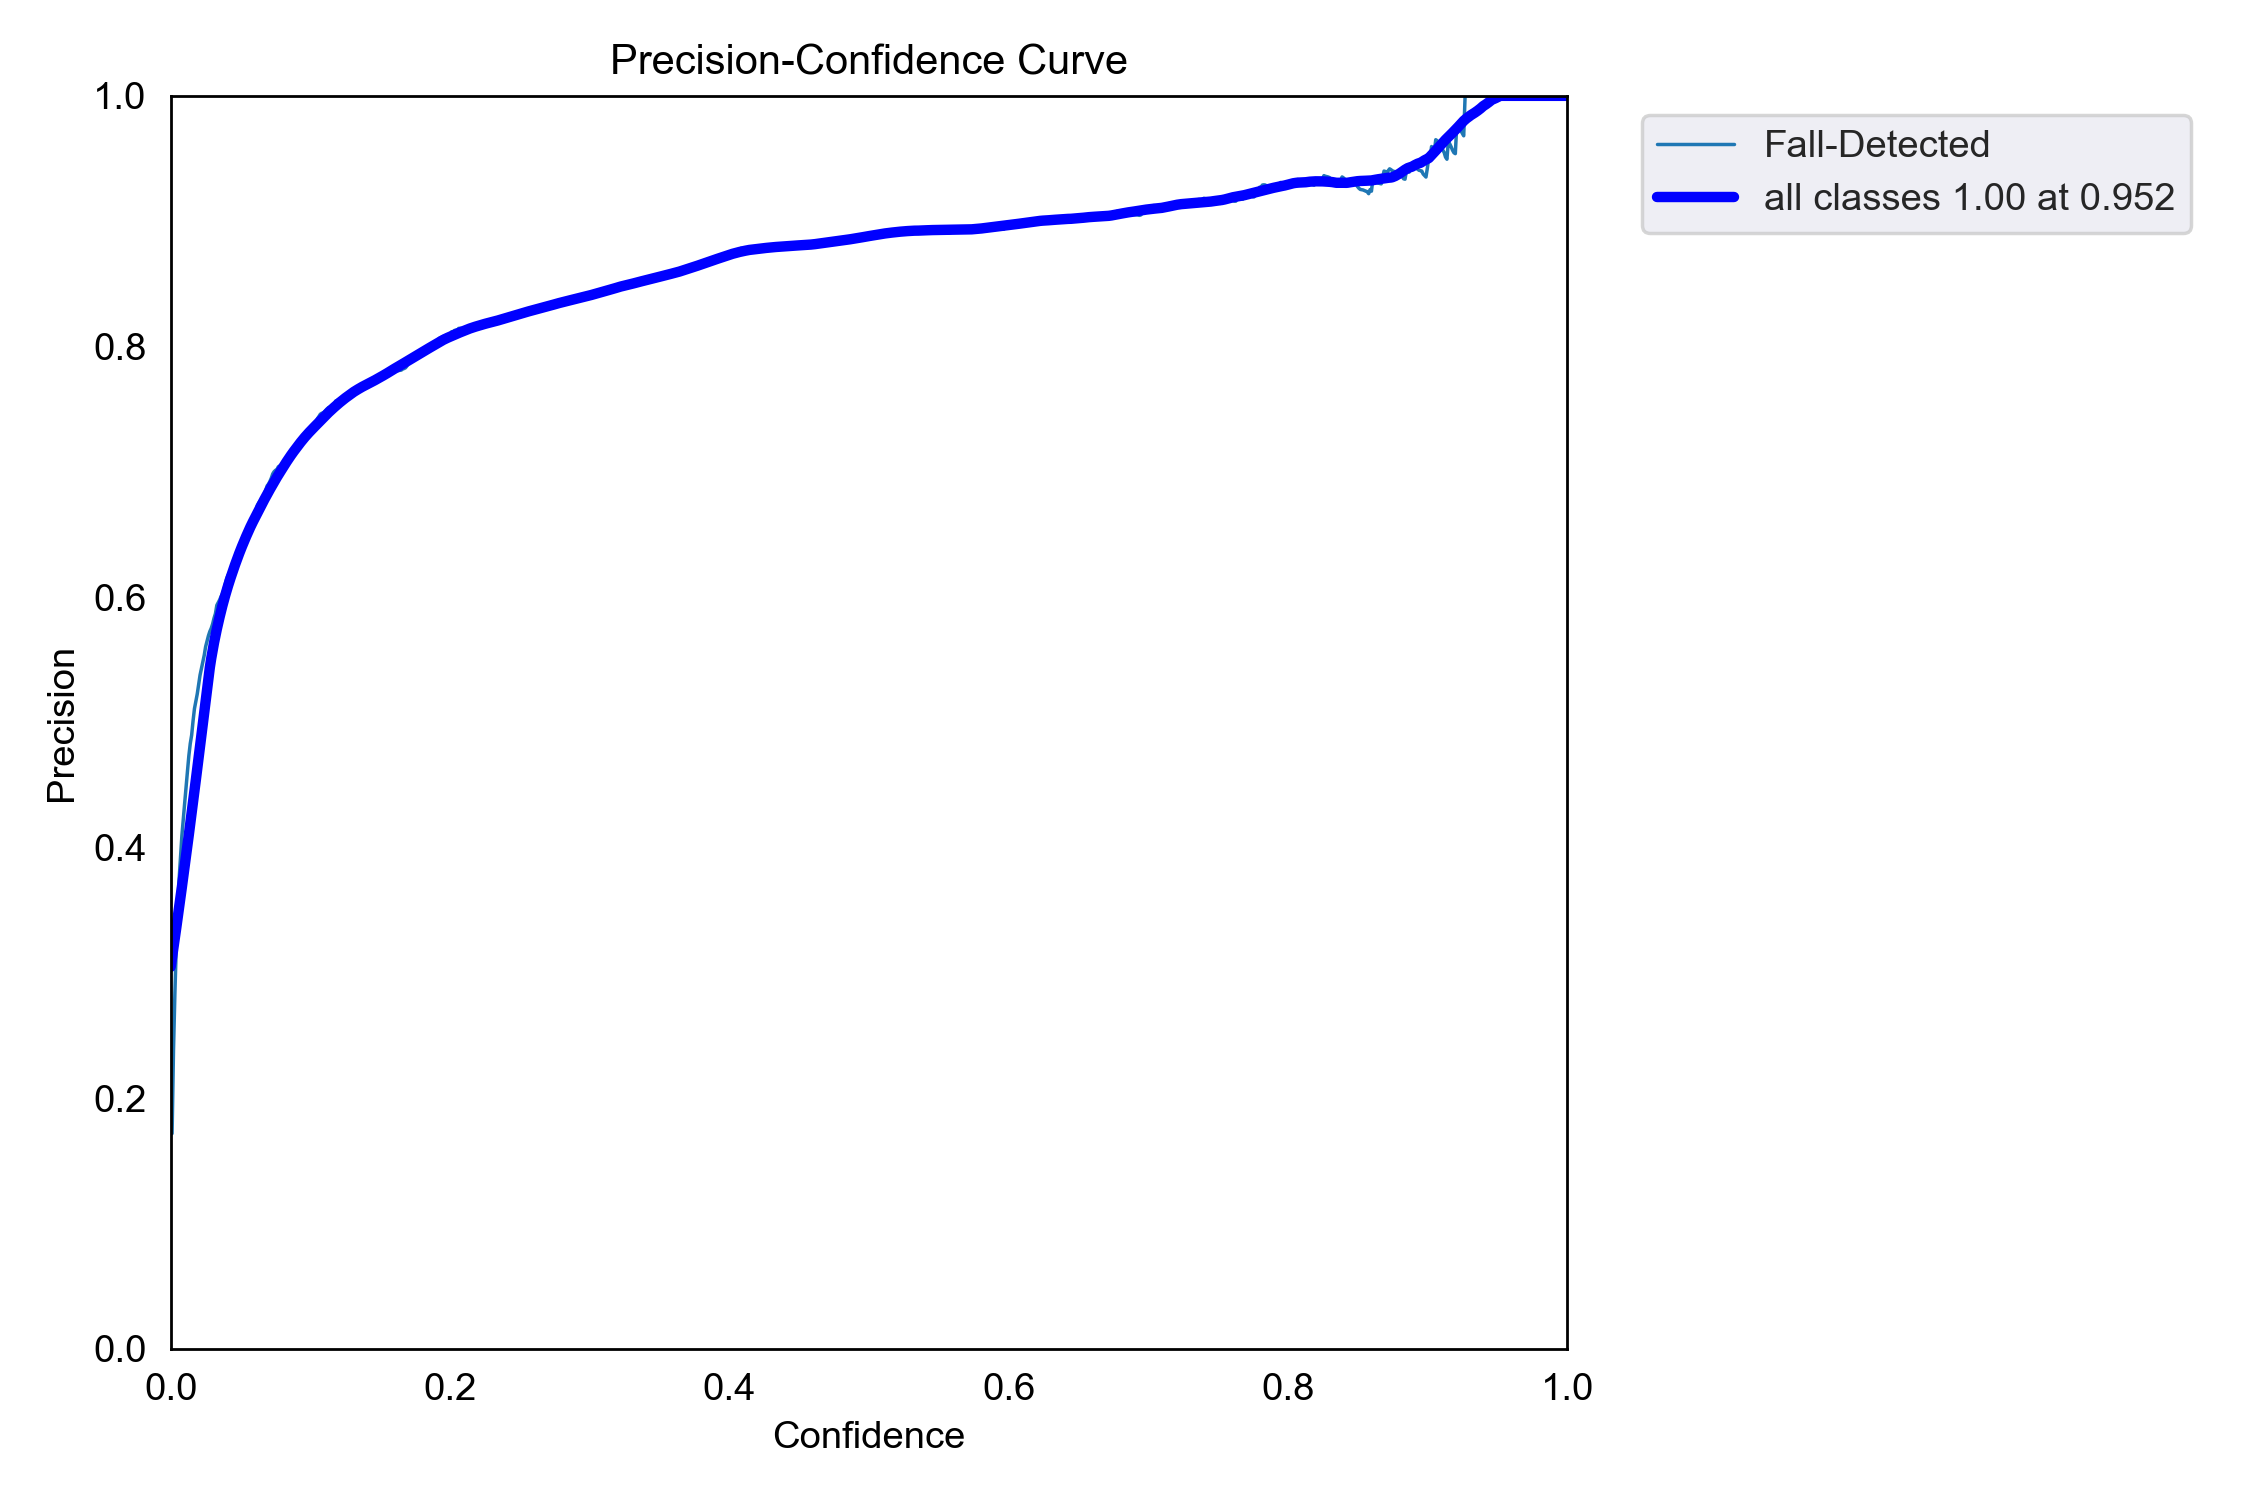 Precision-Confidence Curve
1.0
0.8
0.6
0.4
0.2
0.0
Precision
0.0 0.2 0.4 0.6 0.8 1.0
Confidence
Fall-Detected
all classes 1.00 at 0.952